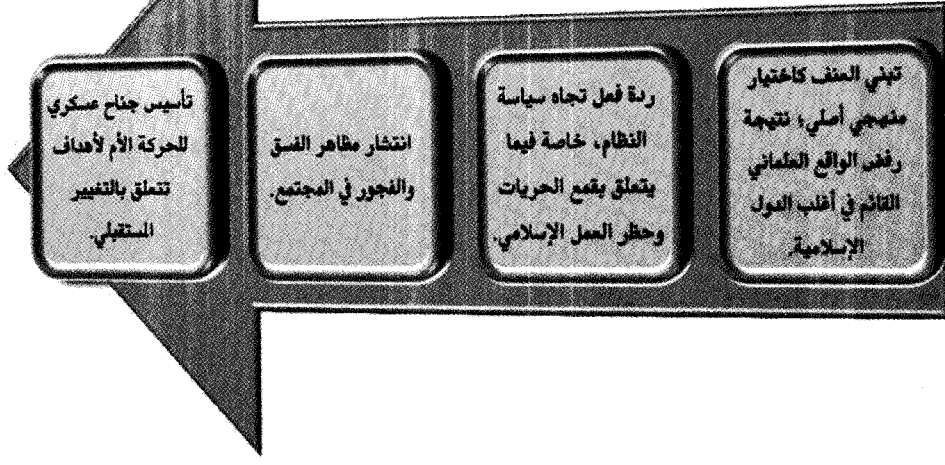 تبني العنف كاختيار
منهجي أصلي؛ نتيجة
رفض الواقع العلماني
القائم في أغلب الدول
الإسلامية.
ردة فعل تجاه سياسة
النظام، خاصة فيما
يتعلق بقمع الحريات
وحظر العمل الإسلامي.
انتشار مظاهر الفسق
والفجور في المجتمع.
تأسيس جناح عسكري
للحركة الأم لأهداف
تتعلق بالتغيير
المستقبلي.